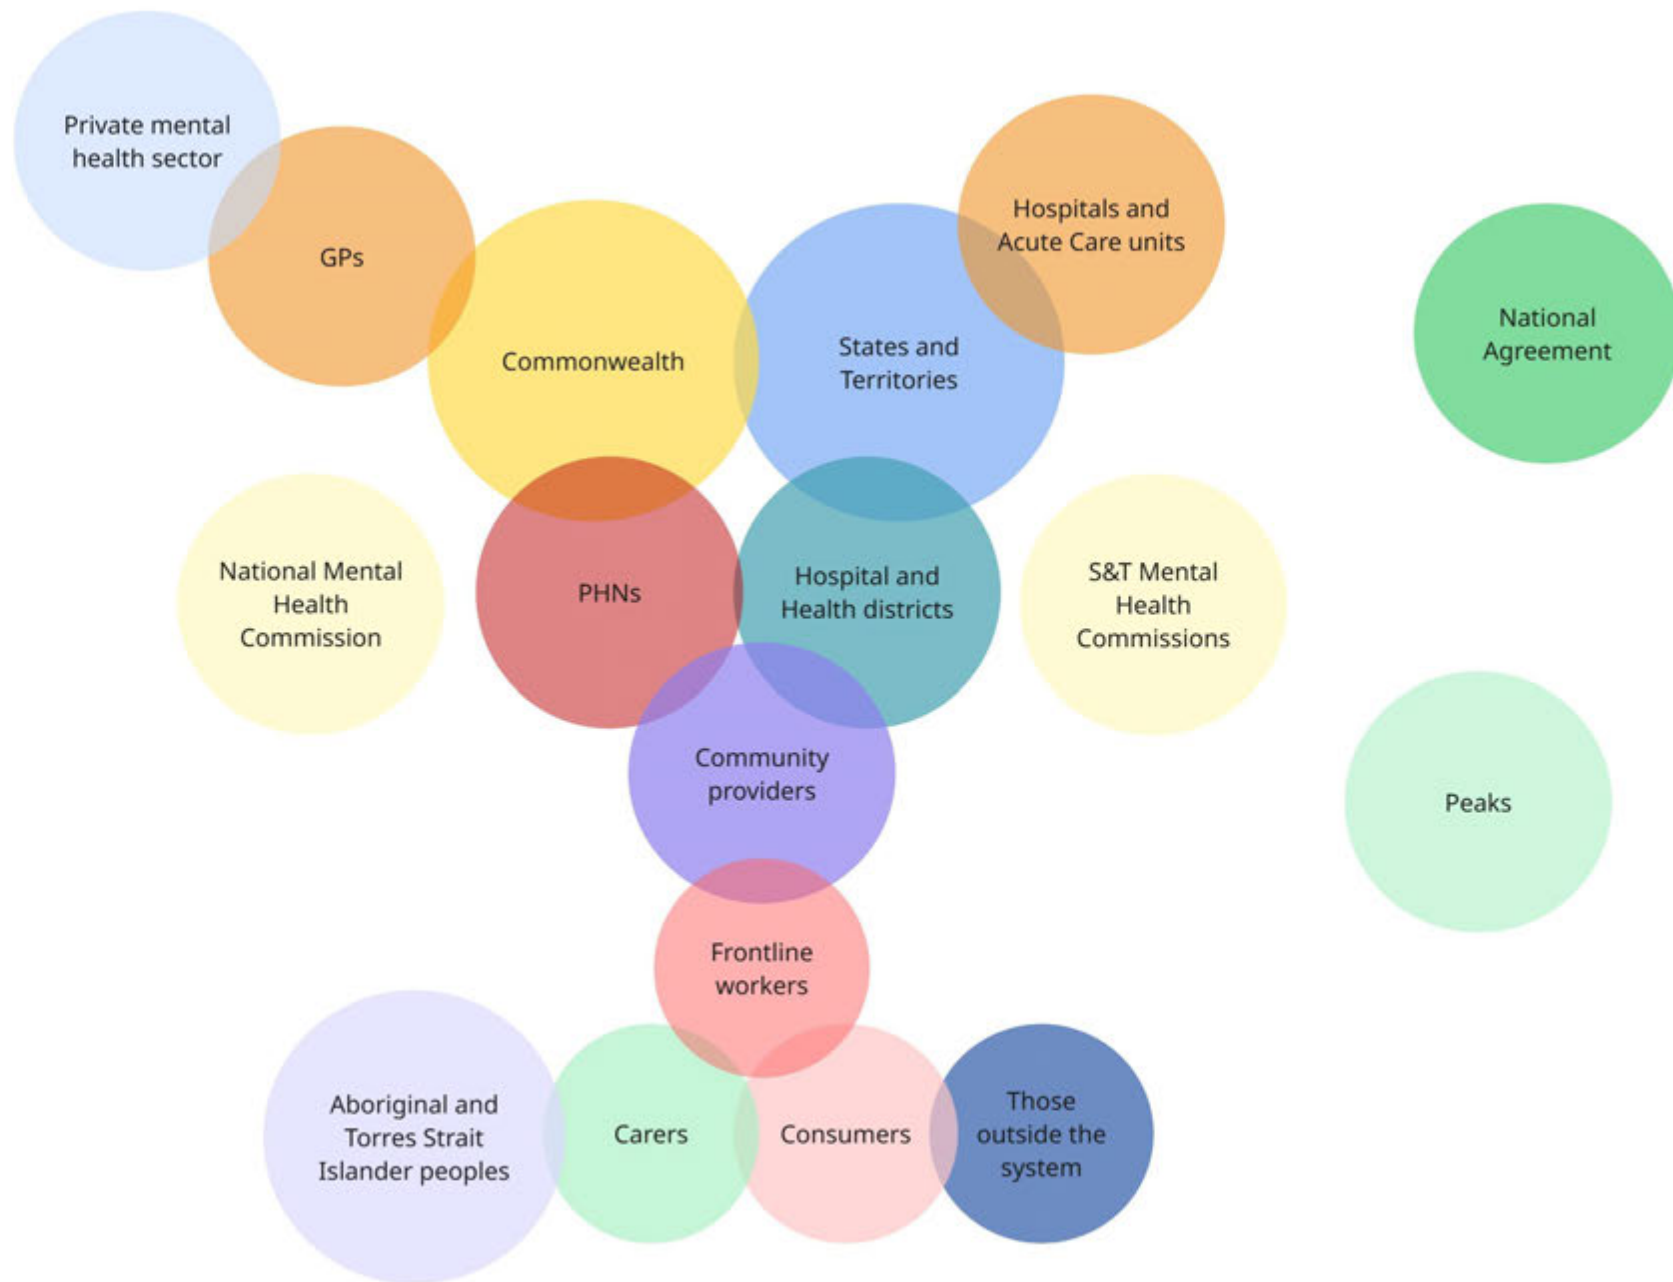 Private mental
health sector
GPs
Commonwealth
States and
Territories
Hospitals and
Acute Care units
National
Agreement
National Mental
Health
Commission
PHNs
Hospital and
Health districts
S&T Mental
Health
Commissions
Community
providers
Peaks
Frontline
workers
Aboriginal and
Torres Strait
Islander peoples
Carers
Consumers
Those
outside the
system